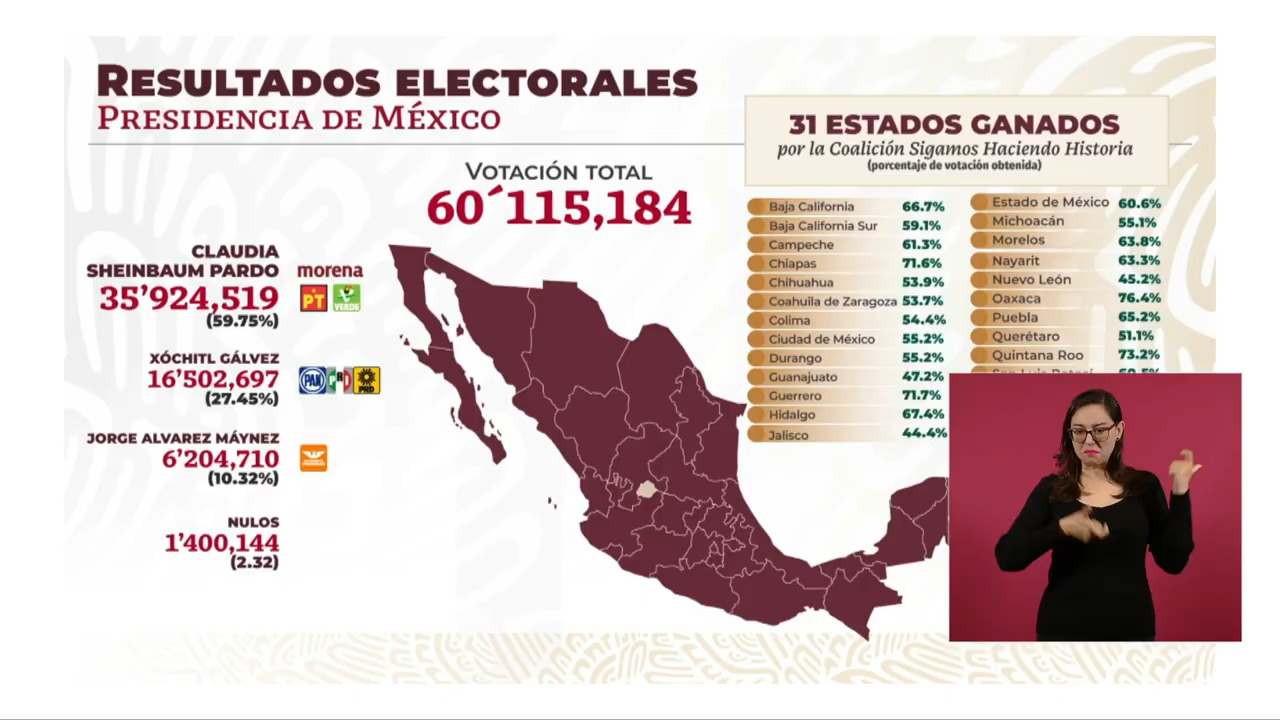 RESULTADOS ELECTORALES
PRESIDENCIA DE MÉXICO
VOTACIÓN TOTAL
60´115,184
CLAUDIA
SHEINBAUM PARDO
35’924,519
(59.75%)
morena
PT
VERDE
XÓCHITL GÁLVEZ
16’502,697
(27.45%)
PAN
PRD
JORGE ALVAREZ MÁYNEZ
6’204,710
(10.32%)
NULOS
1’400,144
(2.32)
31 ESTADOS GANADOS
por la Coalición Sigamos Haciendo Historia
(porcentaje de votación obtenida)
Baja California 66.7%
Baja California Sur 59.1%
Campeche 61.3%
Chiapas 71.6%
Chihuahua 53.9%
Coahuila de Zaragoza 53.7%
Colima 54.4%
Ciudad de México 55.2%
Durango 55.2%
Guanajuato 47.2%
Guerrero 71.7%
Hidalgo 67.4%
Jalisco 44.4%
Estado de México 60.6%
Michoacán 55.1%
Morelos 63.8%
Nayarit 63.3%
Nuevo León 45.2%
Oaxaca 76.4%
Puebla 65.2%
Querétaro 51.1%
Quintana Roo 73.2%